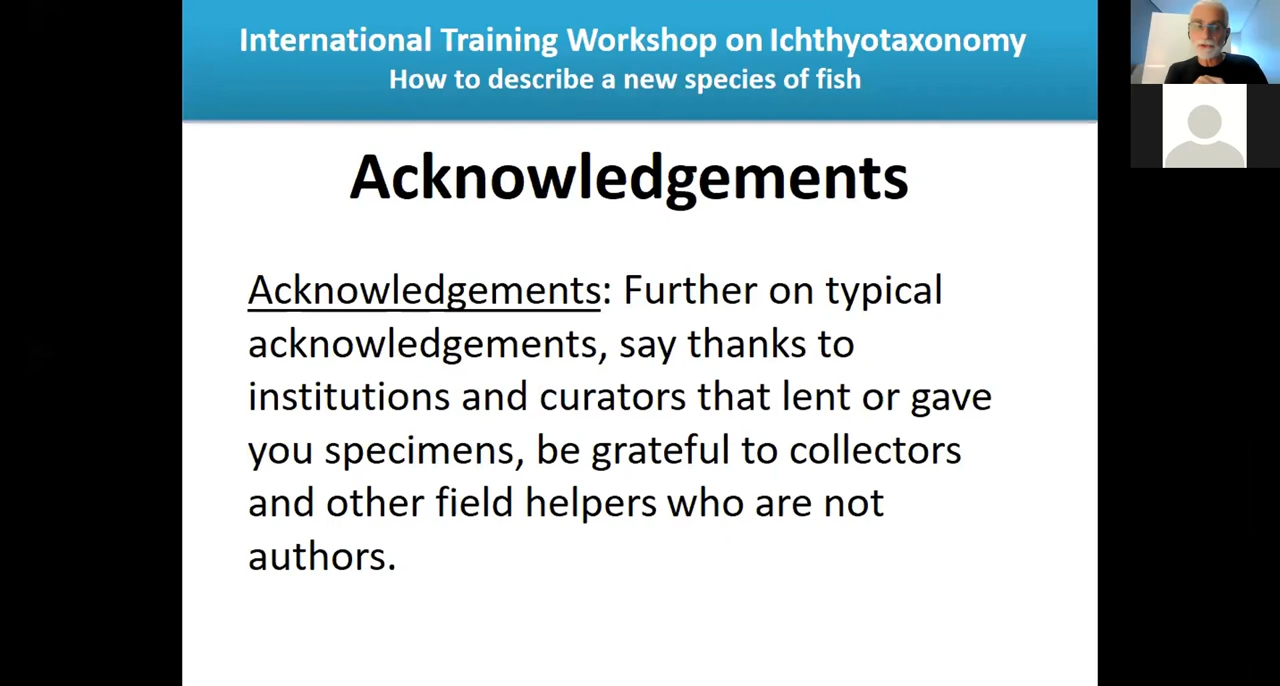 International Training Workshop on Ichthyotaxonomy
How to describe a new species of fish
Acknowledgements
Acknowledgements: Further on typical
acknowledgements, say thanks to
institutions and curators that lent or gave
you specimens, be grateful to collectors
and other field helpers who are not
authors.